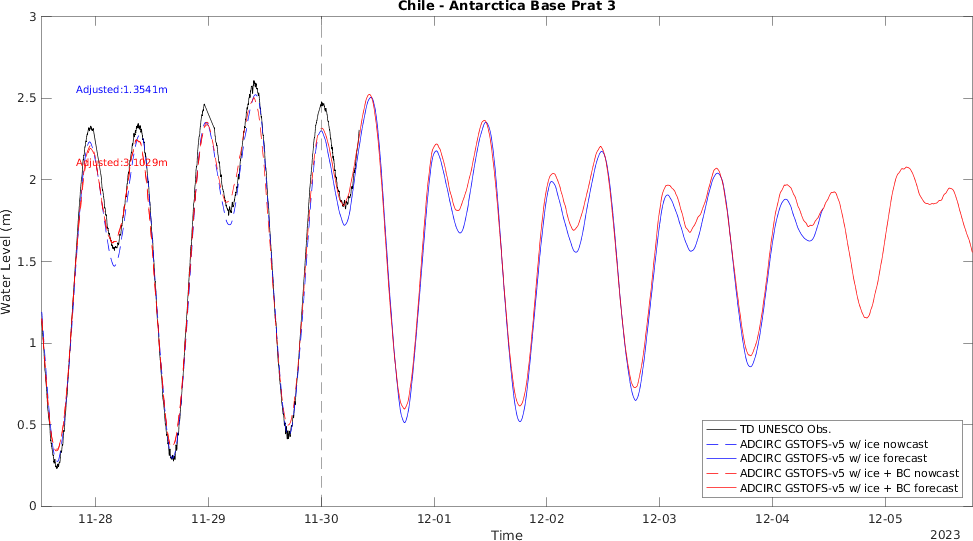 Chile - Antarctica Base Prat 3
3
2.5
2
1.5
1
0.5
0
Water Level (m)
Adjusted:1.3541m
Adjusted:3.1029m
TD UNESCO Obs.
ADCIRC GSTOFS-v5 w/ ice nowcast
ADCIRC GSTOFS-v5 w/ ice forecast
ADCIRC GSTOFS-v5 w/ ice + BC nowcast
ADCIRC GSTOFS-v5 w/ ice + BC forecast
11-28 11-29 11-30 12-01 12-02 12-03 12-04 12-05
Time
2023